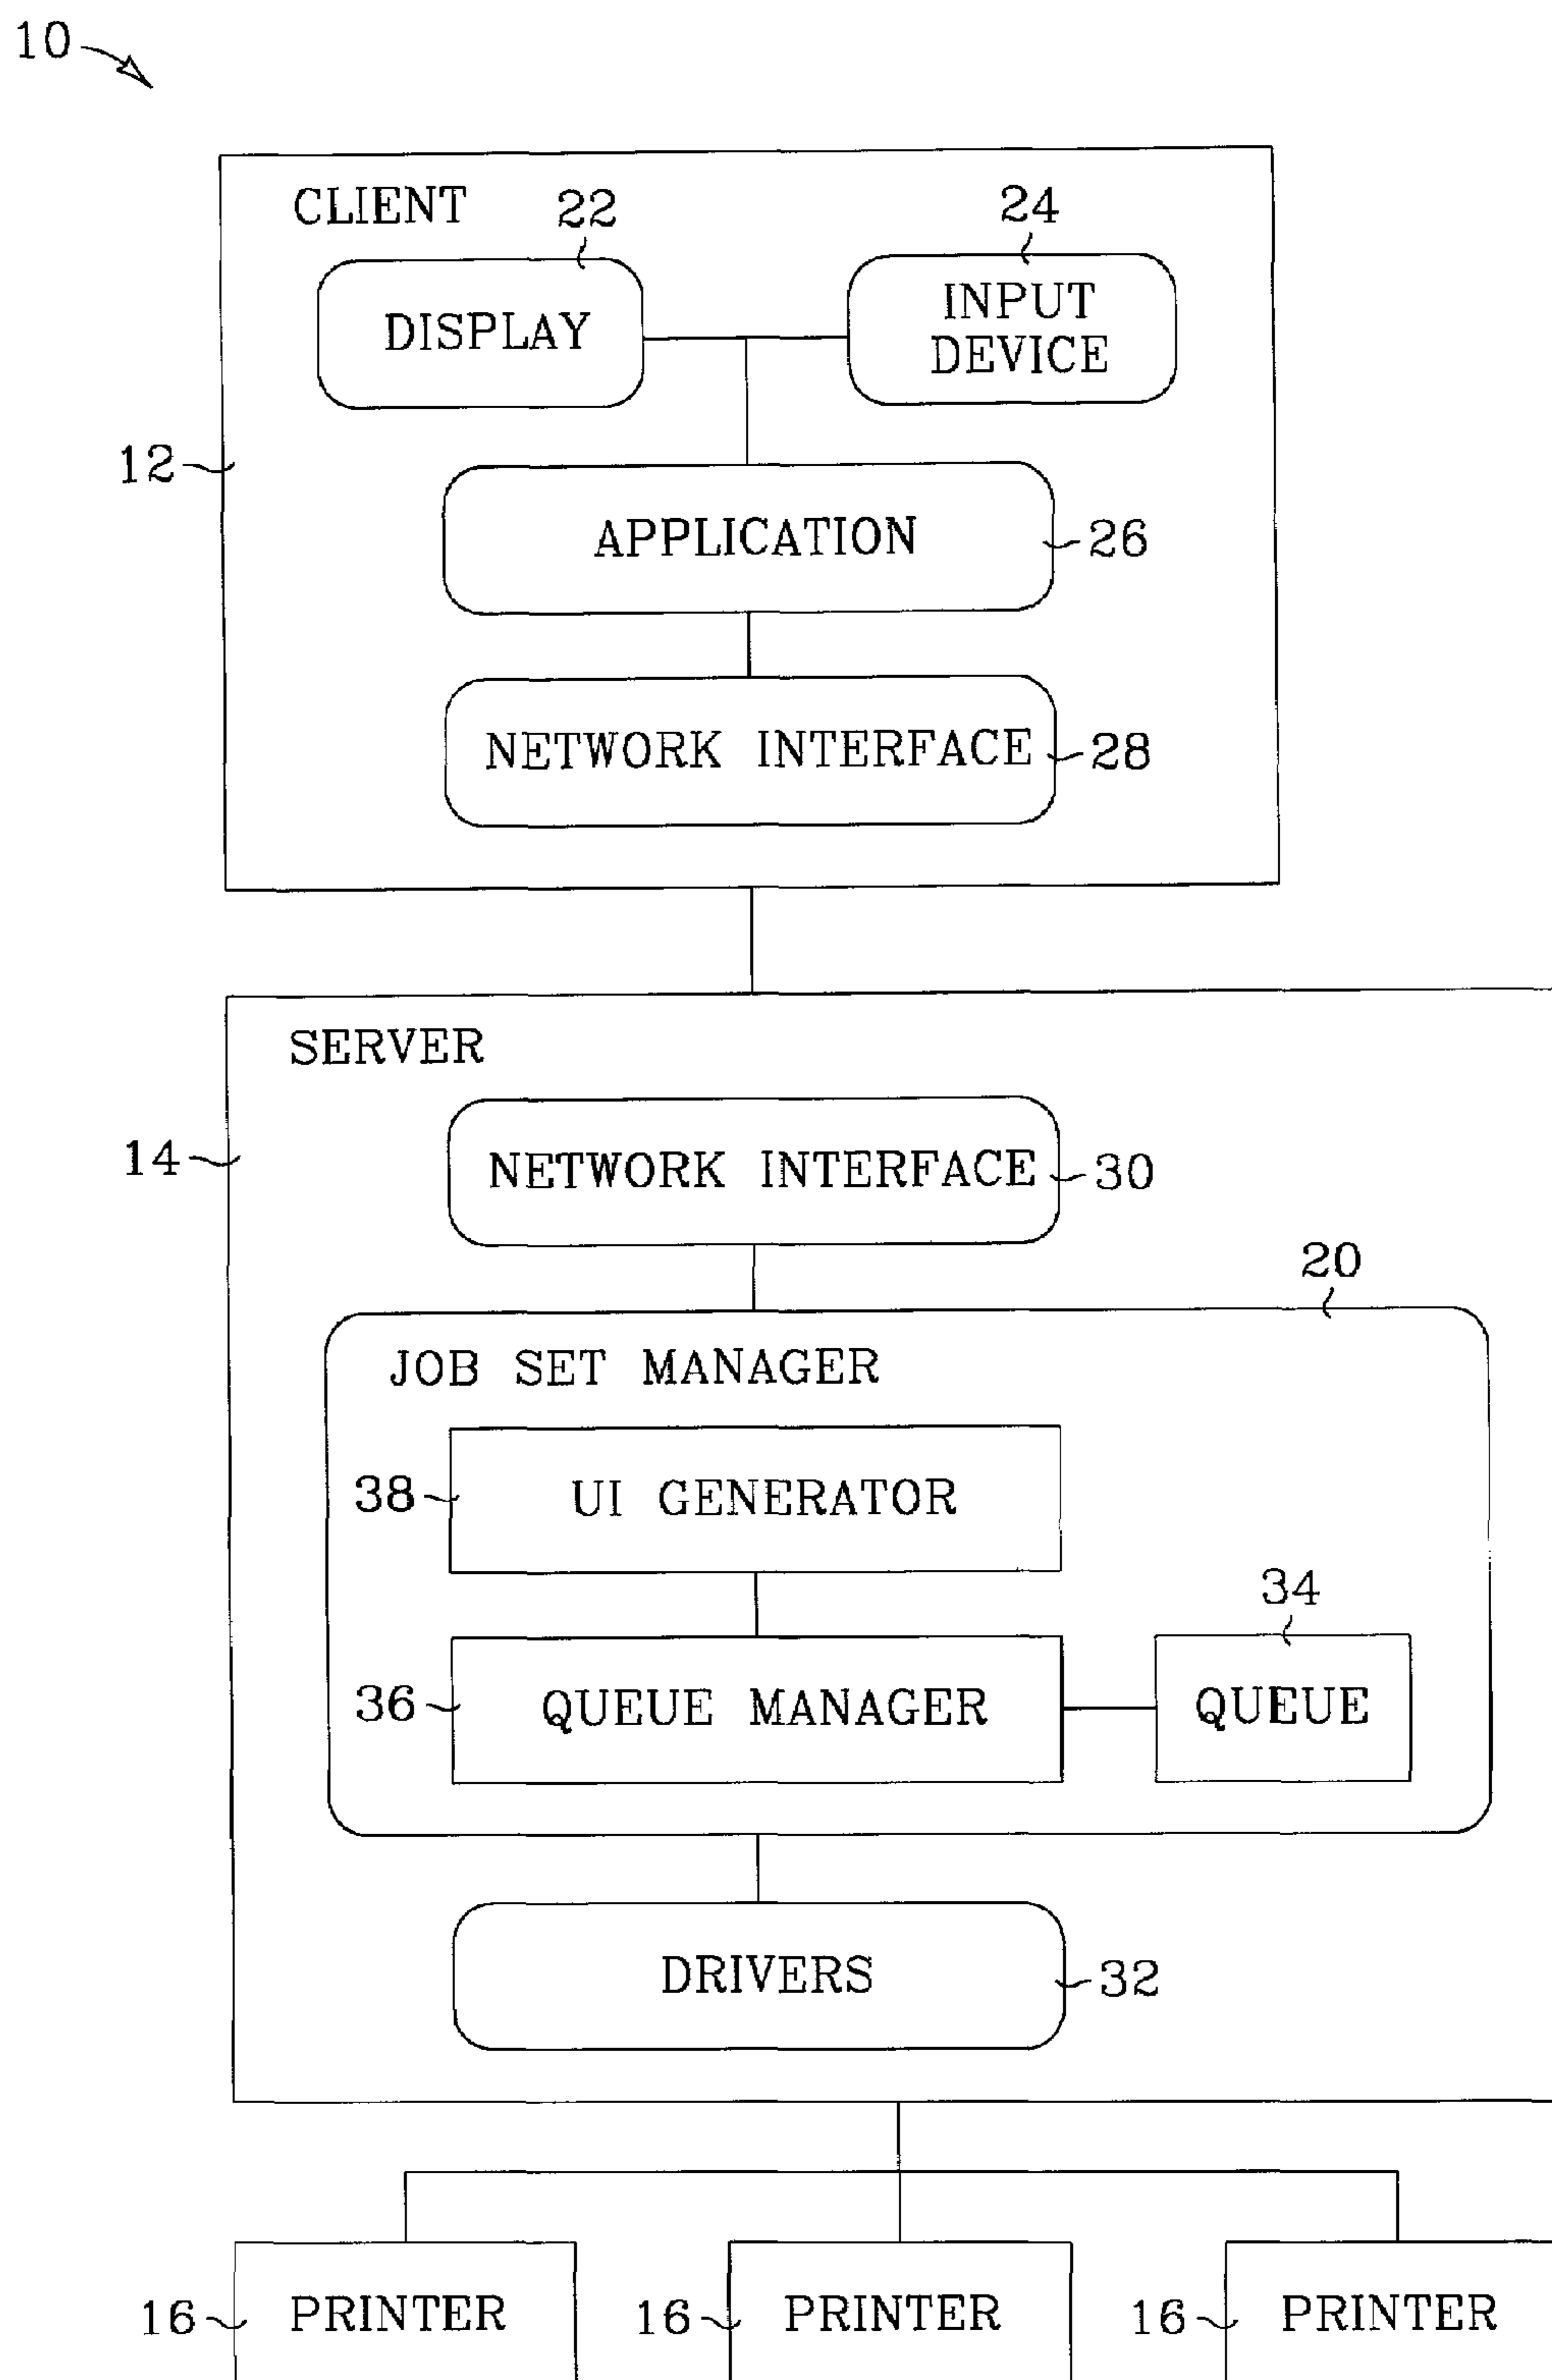 10
CLIENT
22
24
DISPLAY
INPUT
DEVICE
12
APPLICATION
26
NETWORK INTERFACE
28
SERVER
14
NETWORK INTERFACE
30
20
JOB SET MANAGER
38
UI GENERATOR
34
36
QUEUE MANAGER
QUEUE
DRIVERS
32
16
PRINTER
16
PRINTER
16
PRINTER